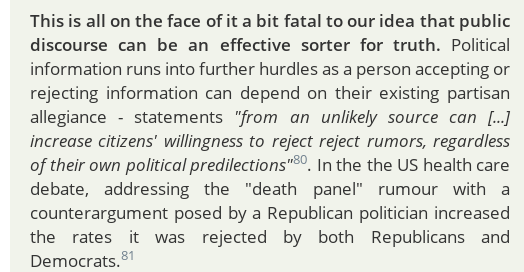 This is all on the face of it a bit fatal to our idea that public
discourse can be an effective sorter for truth. Political
information runs into further hurdles as a person accepting or
rejecting information can depend on their existing partisan
allegiance - statements "from an unlikely source can [...]
increase citizens' willingness to reject reject rumors, regardless
of their own political predilections"80. In the the US health care
debate, addressing the "death panel" rumour with a
counterargument posed by a Republican politician increased
the rates it was rejected by both Republicans and
Democrats.81